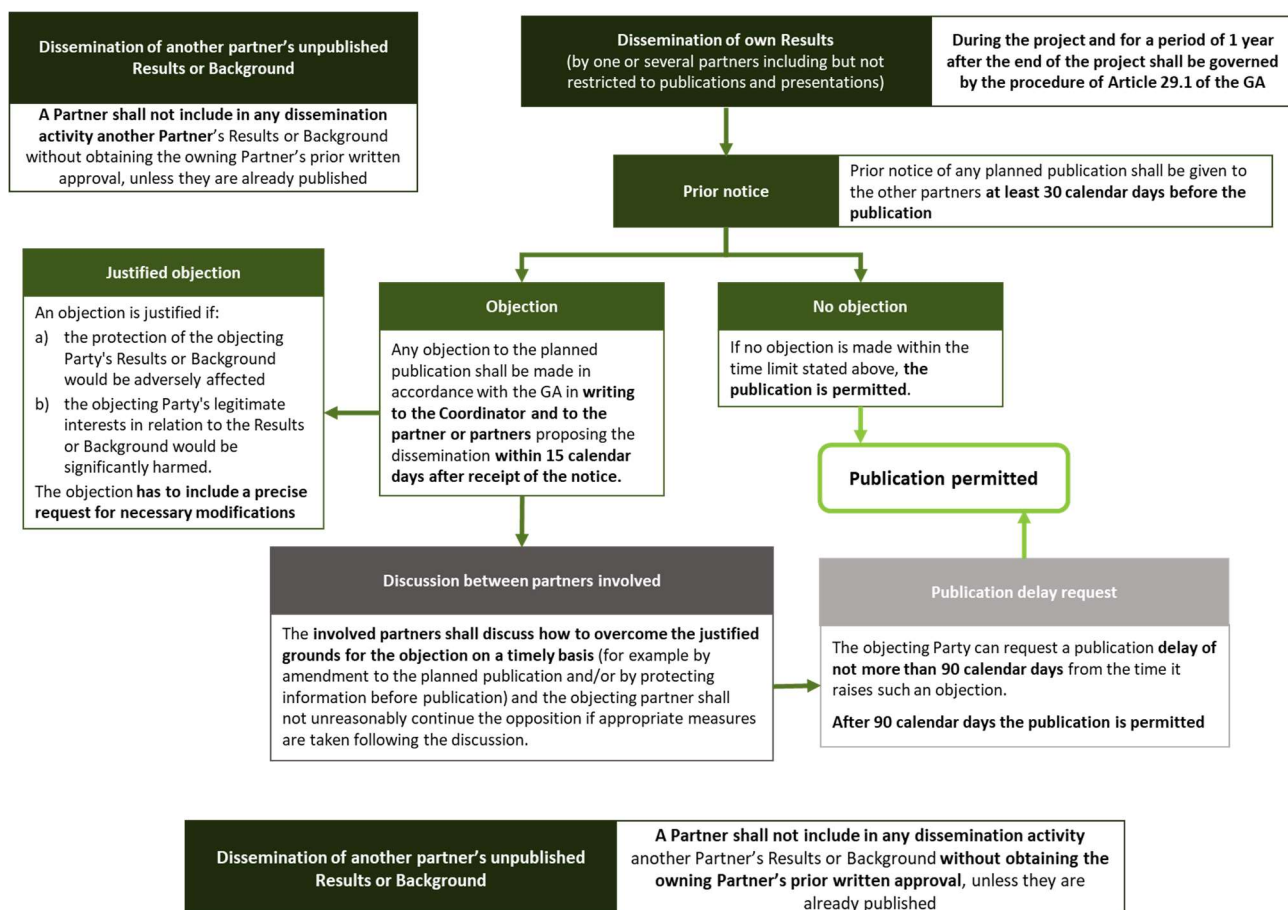 Dissemination of another partner's unpublished
Results or Background
A Partner shall not include in any dissemination
activity another Partner's Results or Background
without obtaining the owning Partner's prior written
approval, unless they are already published
Dissemination of own Results
(by one or several partners including but not
restricted to publications and presentations)
During the project and for a period of 1 year
after the end of the project shall be governed
by the procedure of Article 29.1 of the GA
Prior notice
Prior notice of any planned publication shall be given to
the other partners at least 30 calendar days before the
publication
Justified objection
An objection is justified if:
a) the protection of the objecting
Party's Results or Background
would be adversely affected
b) the objecting Party's legitimate
interests in relation to the Results
or Background would be
significantly harmed.
The objection has to include a precise
request for necessary modifications
Objection
Any objection to the planned
publication shall be made in
accordance with the GA in writing
to the Coordinator and to the
partner or partners proposing the
dissemination within 15 calendar
days after receipt of the notice.
No objection
If no objection is made within the
time limit stated above, the
publication is permitted.
Publication permitted
Discussion between partners involved
The involved partners shall discuss how to overcome the justified
grounds for the objection on a timely basis (for example by
amendment to the planned publication and/or by protecting
information before publication) and the objecting partner shall
not unreasonably continue the opposition if appropriate measures
are taken following the discussion.
Publication delay request
The objecting Party can request a publication delay of
not more than 90 calendar days from the time it
raises such an objection.
After 90 calendar days the publication is permitted
Dissemination of another partner's unpublished
Results or Background
A Partner shall not include in any dissemination activity
another Partner's Results or Background without obtaining the
owning Partner's prior written approval, unless they are
already published